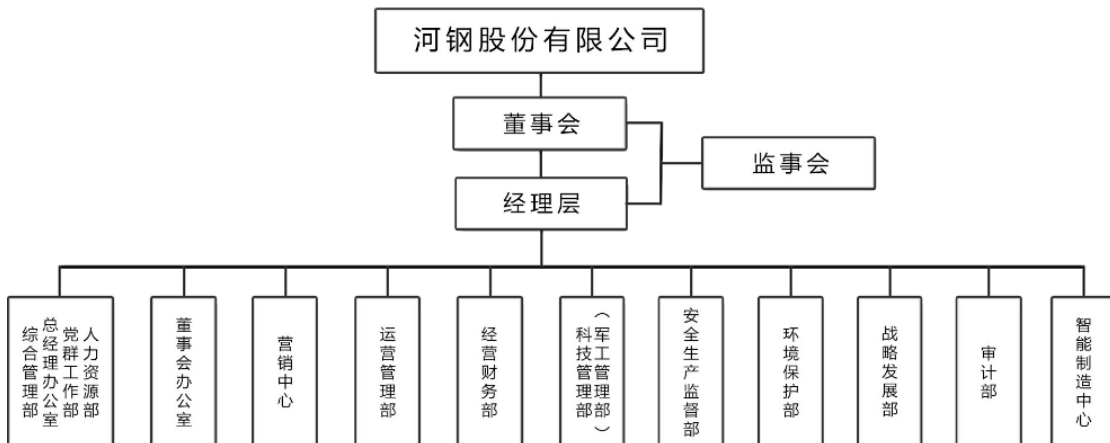 河钢股份有限公司
董事会
监事会
经理层
综合管理部
总经理办公室
党群工作部
人力资源部
董事会办公室
营销中心
运营管理部
经营财务部
科技管理部
（军工管理部）
安全生产监督部
环境保护部
战略发展部
审计部
智能制造中心